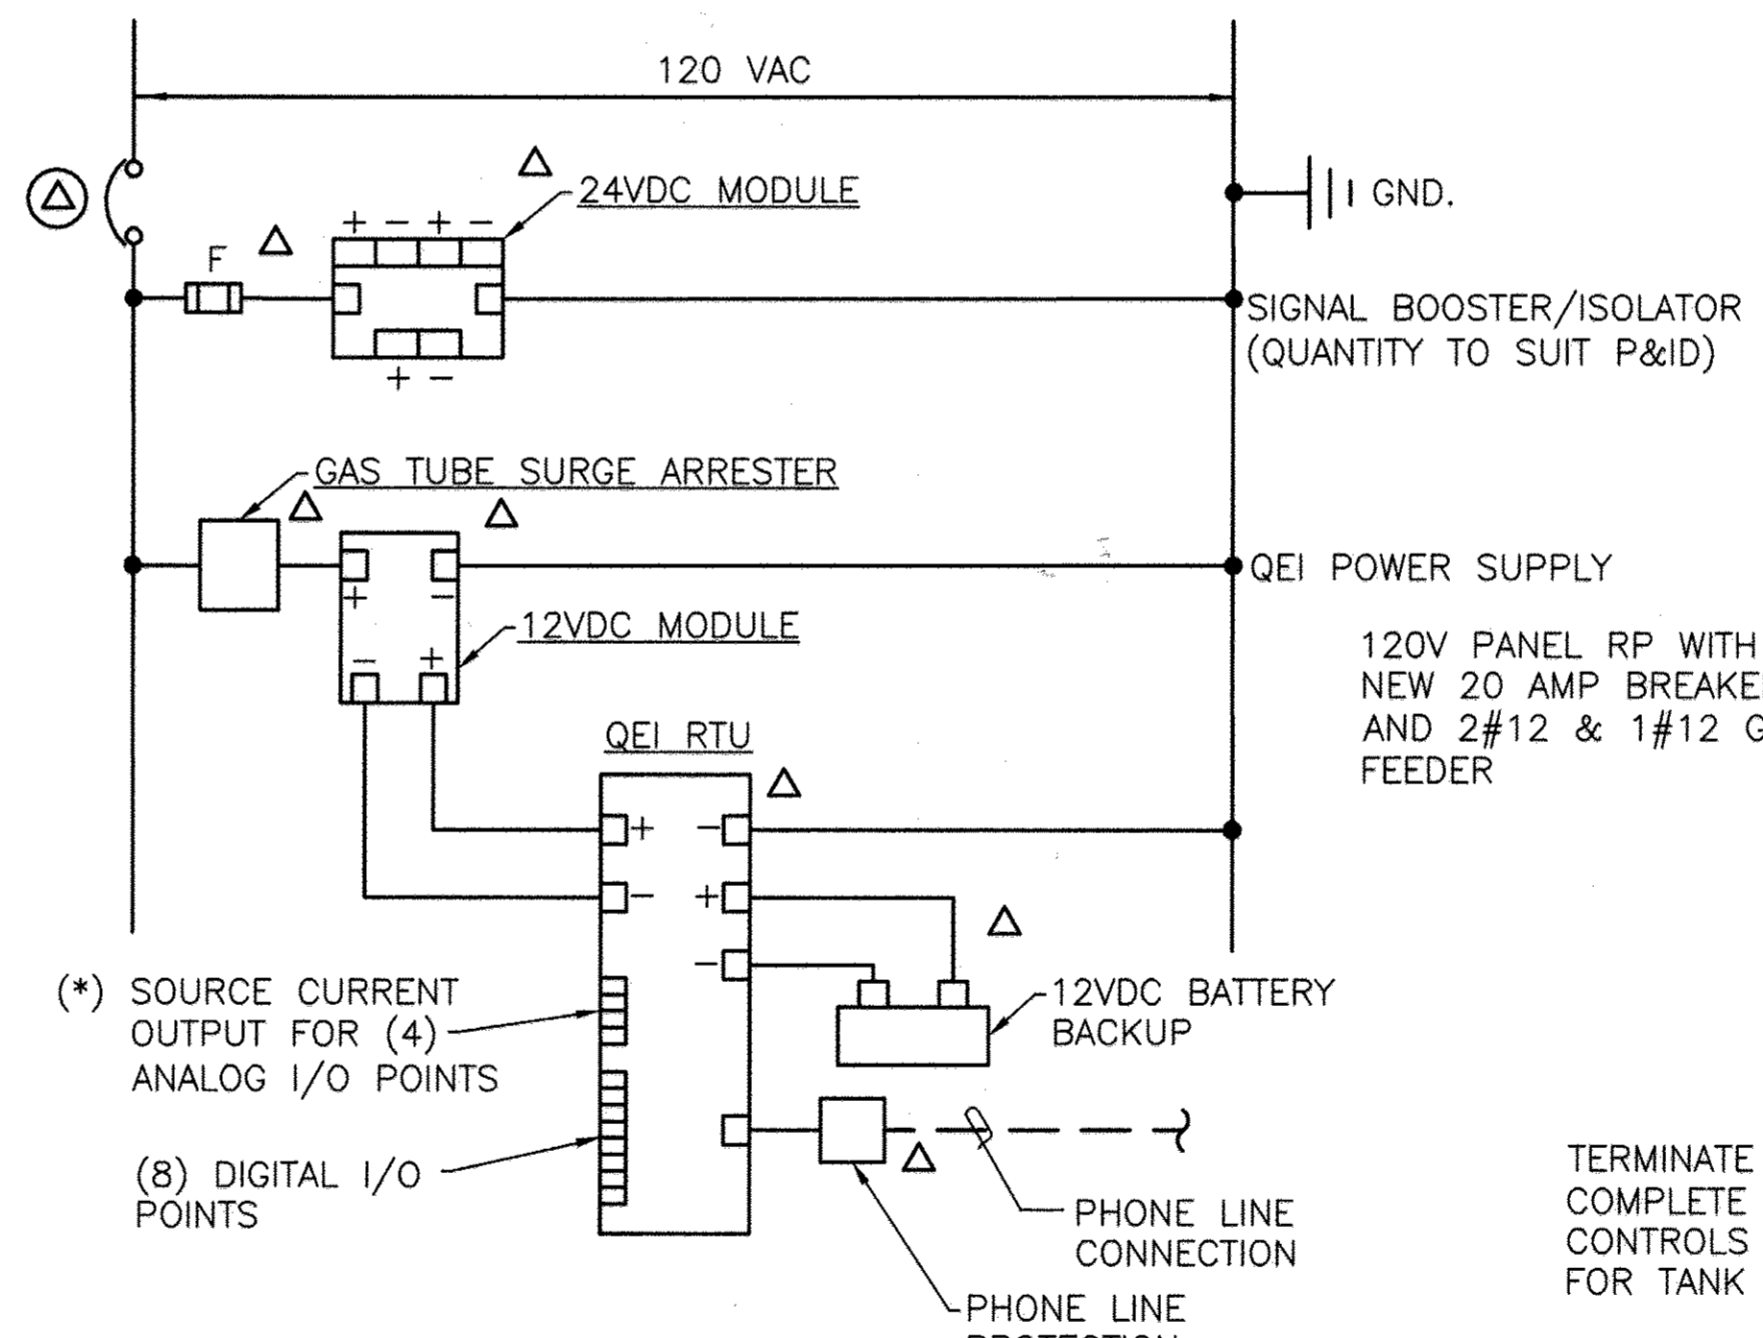 120 VAC
24VDC MODULE
GND.
+ − + −
F
SIGNAL BOOSTER/ISOLATOR
(QUANTITY TO SUIT P&ID)
+ −
GAS TUBE SURGE ARRESTER
QEI POWER SUPPLY
+ −
12VDC MODULE
− +
120V PANEL RP WITH
NEW 20 AMP BREAKE
AND 2#12 & 1#12 G
FEEDER
QEI RTU
+ −
− +
−
(*) SOURCE CURRENT
OUTPUT FOR (4)
ANALOG I/O POINTS
12VDC BATTERY
BACKUP
(8) DIGITAL I/O
POINTS
PHONE LINE
CONNECTION
TERMINATE
COMPLETE
CONTROLS
FOR TANK
PHONE LINE
PROTECTION